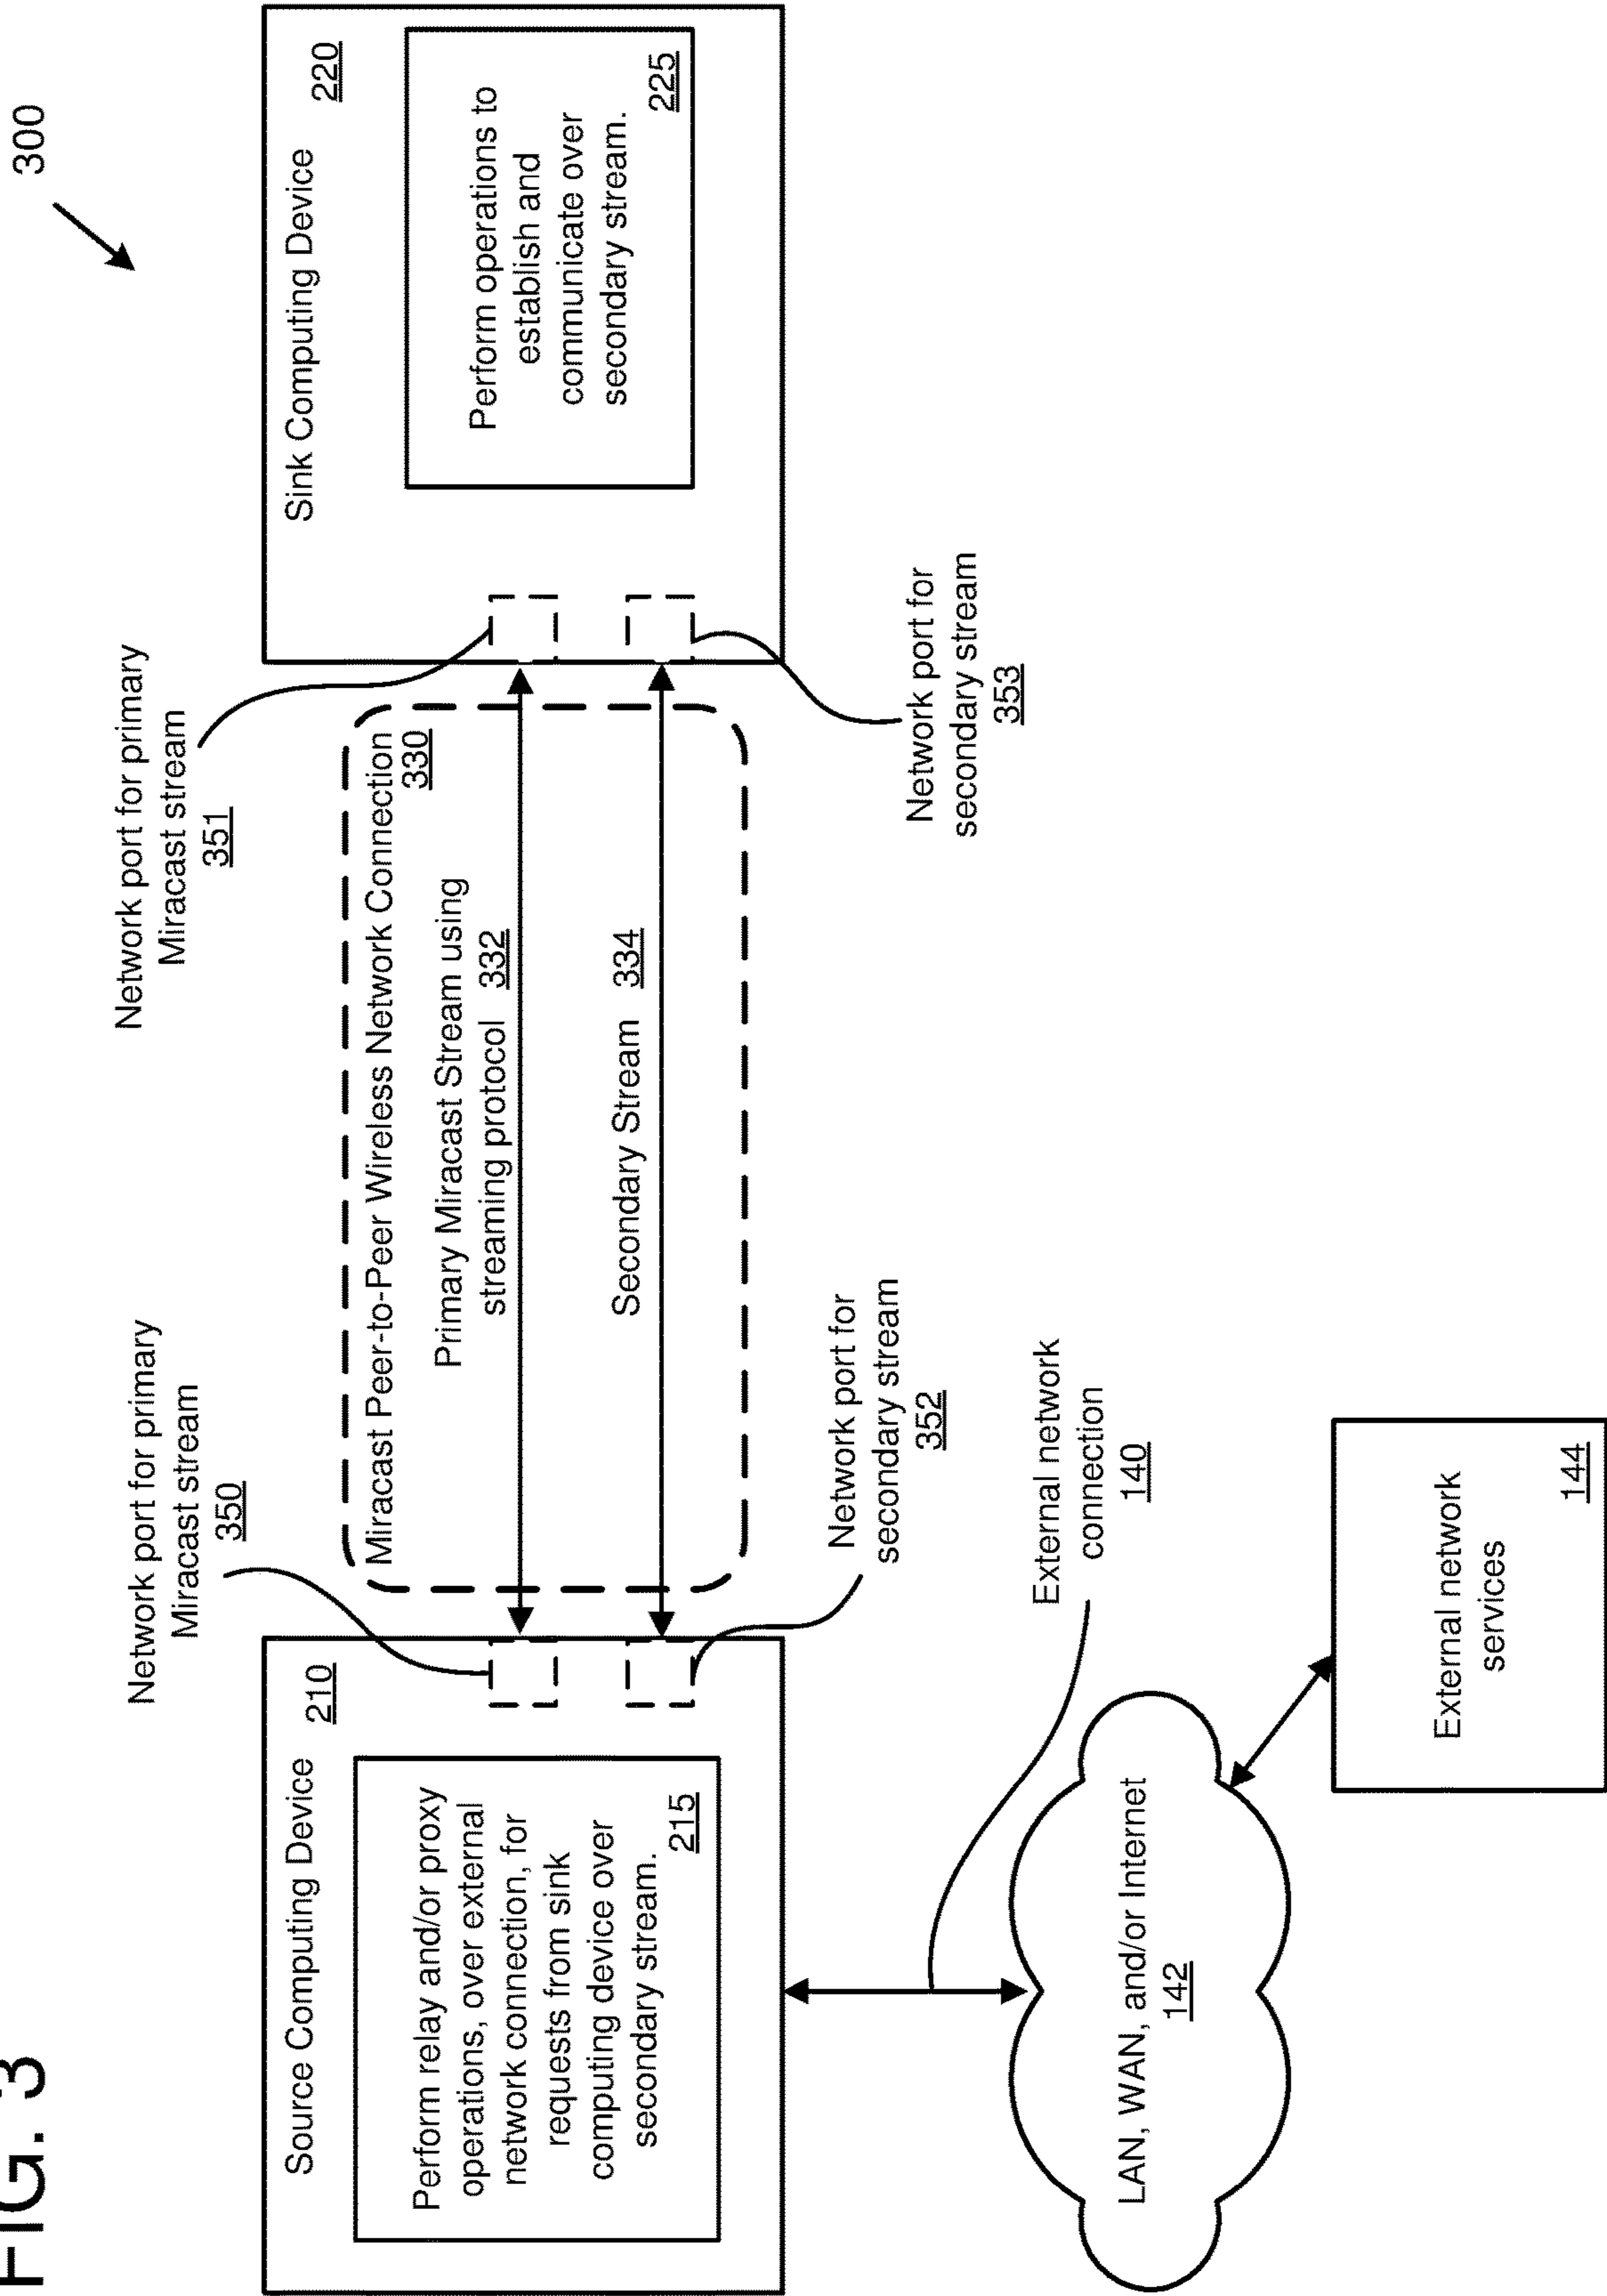 FIG. 3
300
Network port for primary
Miracast stream
350
Network port for primary
Miracast stream
351
Source Computing Device
210
Perform relay and/or proxy
operations, over external
network connection, for
requests from sink
computing device over
secondary stream.
215
Miracast Peer-to-Peer Wireless Network Connection
330
Primary Miracast Stream using
streaming protocol 332
Secondary Stream 334
Sink Computing Device
220
Perform operations to
establish and
communicate over
secondary stream.
225
Network port for
secondary stream
352
Network port for
secondary stream
353
External network
connection
140
LAN, WAN, and/or Internet
142
External network
services
144